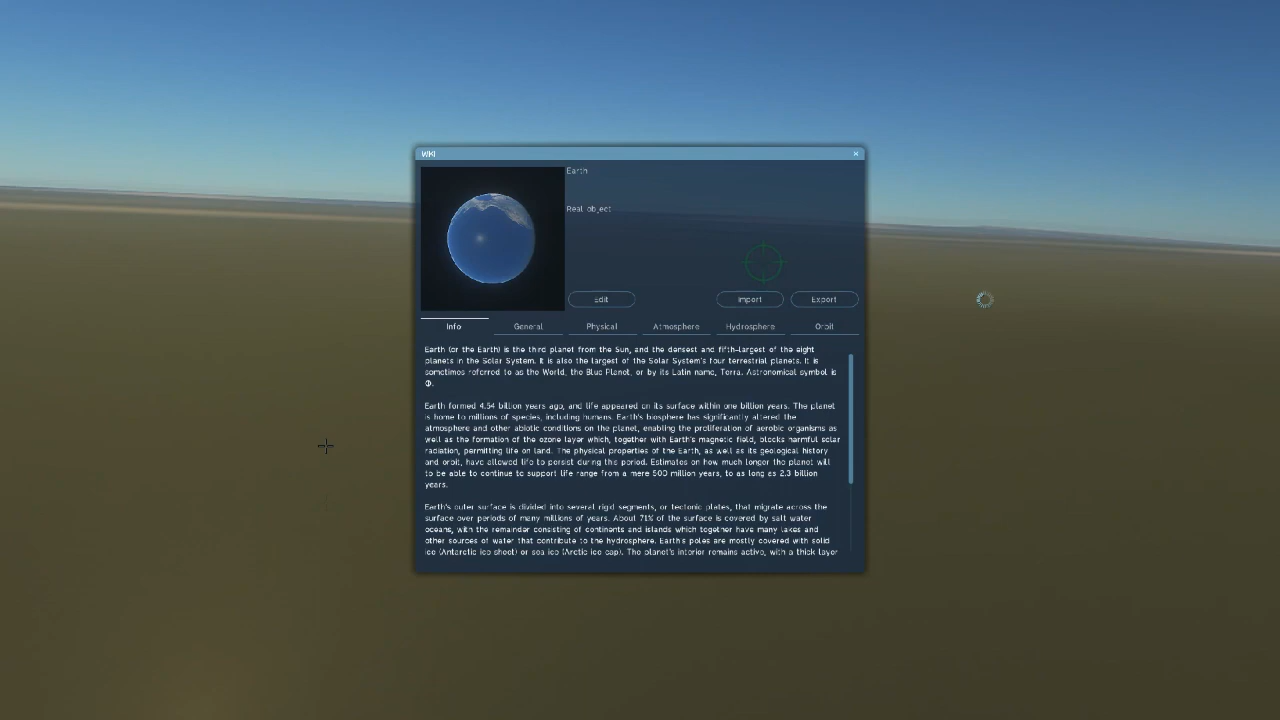 WIKI
Earth
Real object
Edit
Import
Export
Info
General
Physical
Atmosphere
Hydrosphere
Orbit
Earth (or the Earth) is the third planet from the Sun, and the densest and fifth-largest of the eight
planets in the Solar System. It is also the largest of the Solar System's four terrestrial planets. It is
sometimes referred to as the World, the Blue Planet, or by its Latin name, Terra. Astronomical symbol is
⊕.
Earth formed 4.54 billion years ago, and life appeared on its surface within one billion years. The planet
is home to millions of species, including humans. Earth's biosphere has significantly altered the
atmosphere and other abiotic conditions on the planet, enabling the proliferation of aerobic organisms as
well as the formation of the ozone layer which, together with Earth's magnetic field, blocks harmful solar
radiation, permitting life on land. The physical properties of the Earth, as well as its geological history
and orbit, have allowed life to persist during this period. Estimates on how much longer the planet will
to be able to continue to support life range from a mere 500 million years, to as long as 2.3 billion
years.
Earth's outer surface is divided into several rigid segments, or tectonic plates, that migrate across the
surface over periods of many millions of years. About 71% of the surface is covered by salt water
oceans, with the remainder consisting of continents and islands which together have many lakes and
other sources of water that contribute to the hydrosphere. Earth's poles are mostly covered with solid
ice (Antarctic ice sheet) or sea ice (Arctic ice cap). The planet's interior remains active, with a thick layer